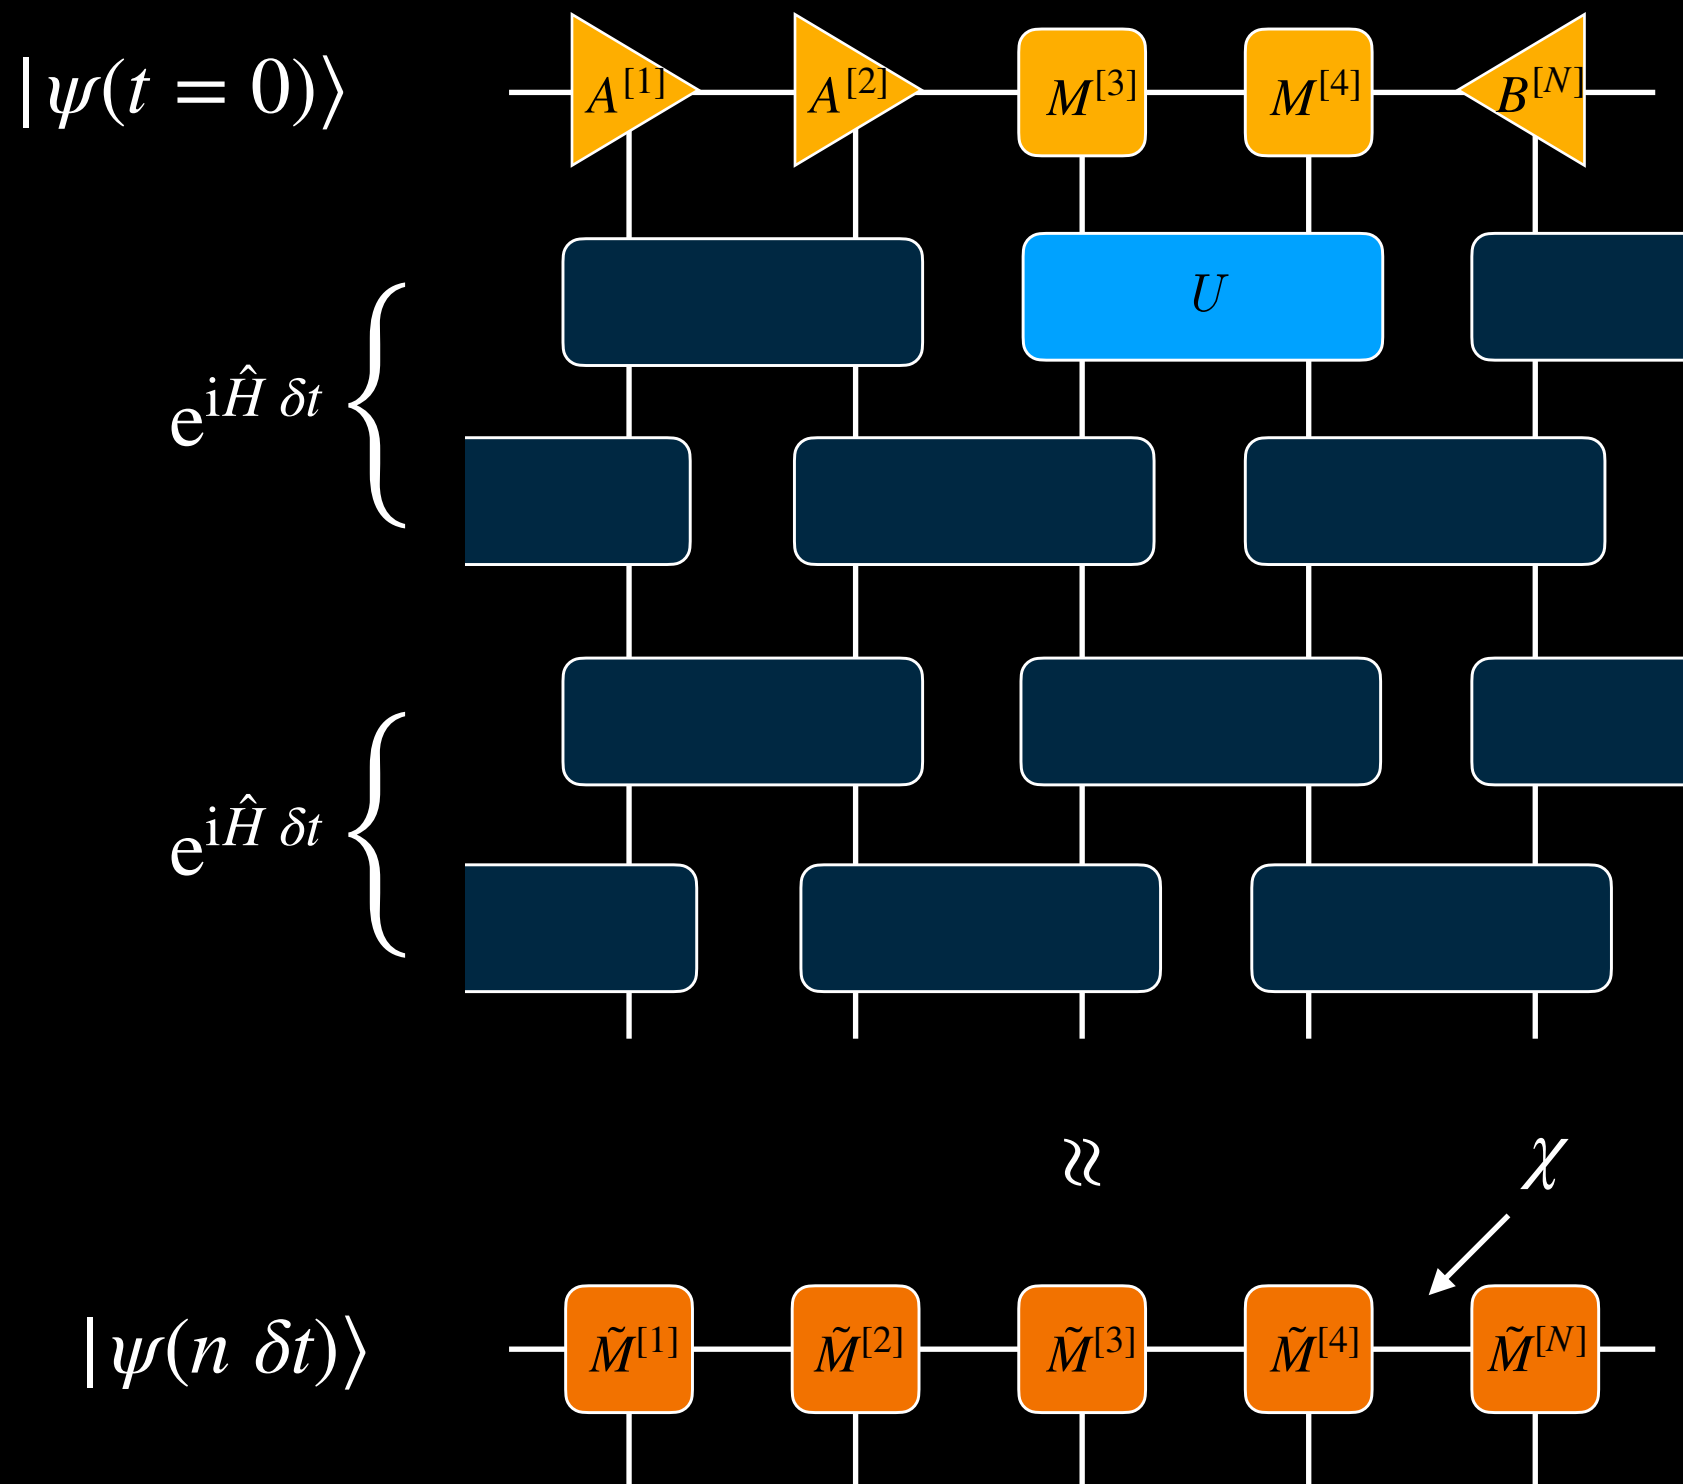 |ψ(t = 0)⟩ A^[1] A^[2] M^[3] M^[4] B^[N]
U
e^{iĤ δt}
e^{iĤ δt}
≈ χ
|ψ(n δt)⟩ M̃^[1] M̃^[2] M̃^[3] M̃^[4] M̃^[N]